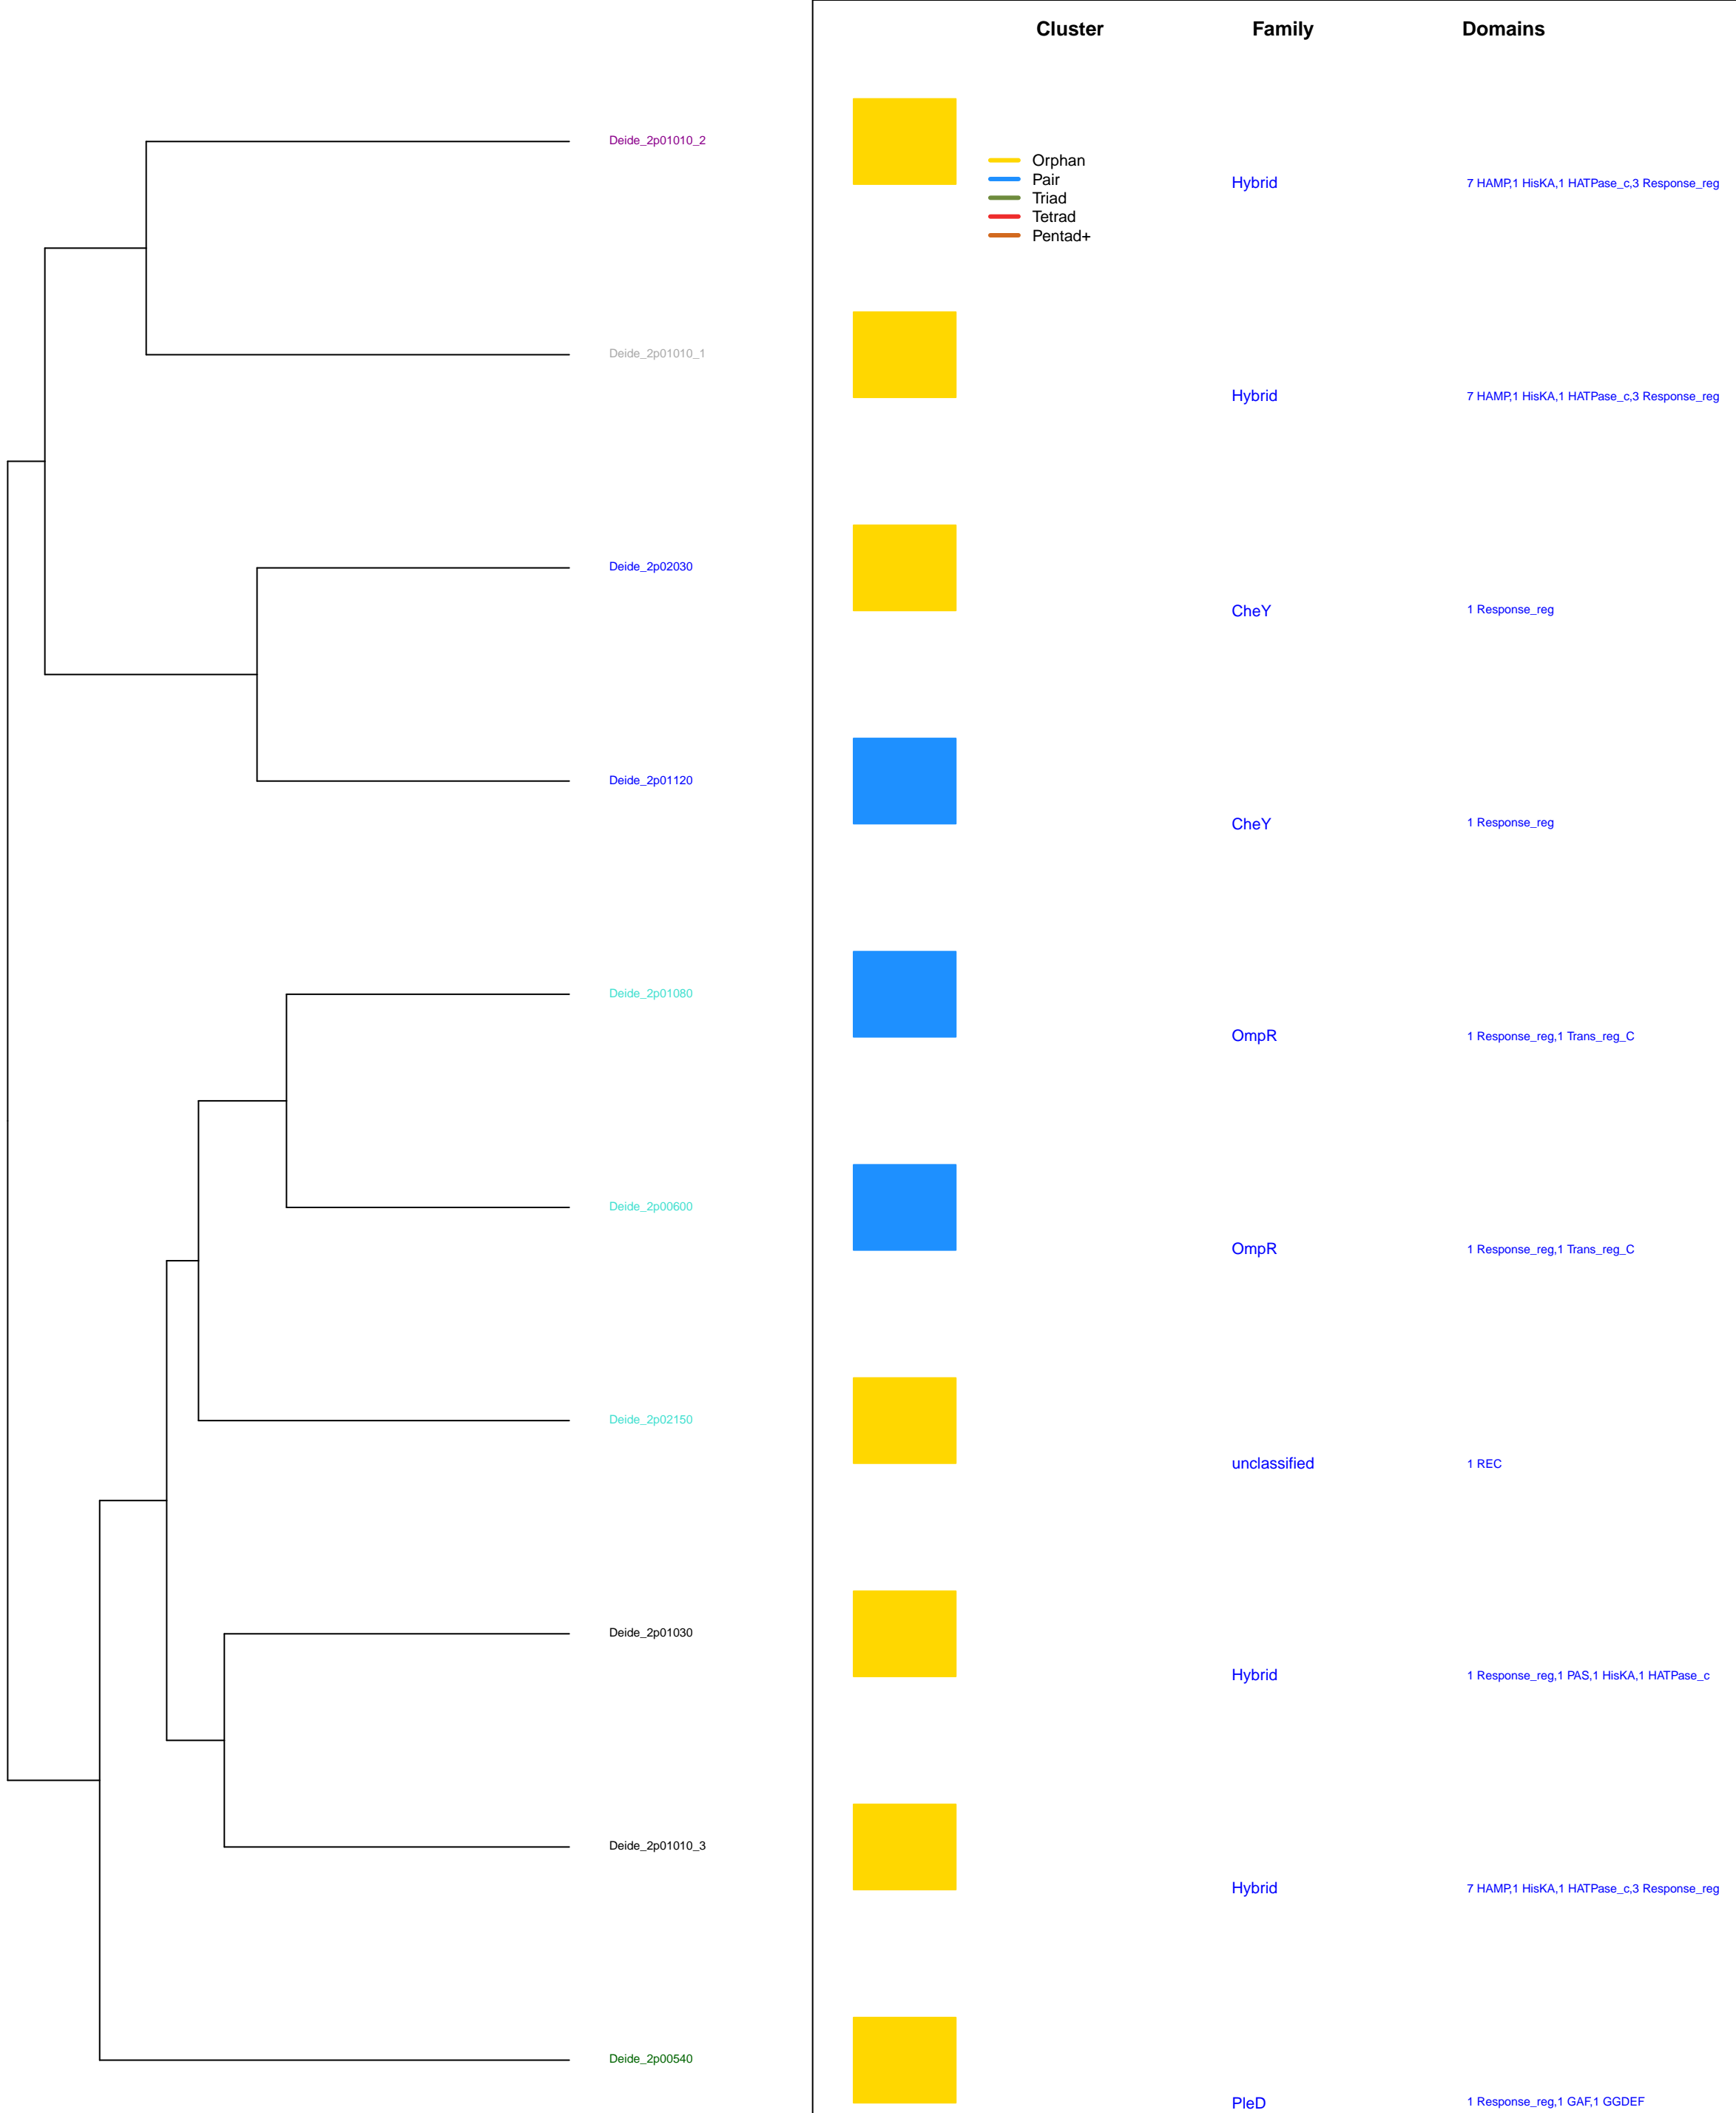 Cluster Family Domains
Deide_2p01010_2
Orphan
Pair
Triad
Tetrad
Pentad+
Hybrid 7 HAMP,1 HisKA,1 HATPase_c,3 Response_reg
Deide_2p01010_1
Hybrid 7 HAMP,1 HisKA,1 HATPase_c,3 Response_reg
Deide_2p02030
CheY 1 Response_reg
Deide_2p01120
CheY 1 Response_reg
Deide_2p01080
OmpR 1 Response_reg,1 Trans_reg_C
Deide_2p00600
OmpR 1 Response_reg,1 Trans_reg_C
Deide_2p02150
unclassified 1 REC
Deide_2p01030
Hybrid 1 Response_reg,1 PAS,1 HisKA,1 HATPase_c
Deide_2p01010_3
Hybrid 7 HAMP,1 HisKA,1 HATPase_c,3 Response_reg
Deide_2p00540
PleD 1 Response_reg,1 GAF,1 GGDEF